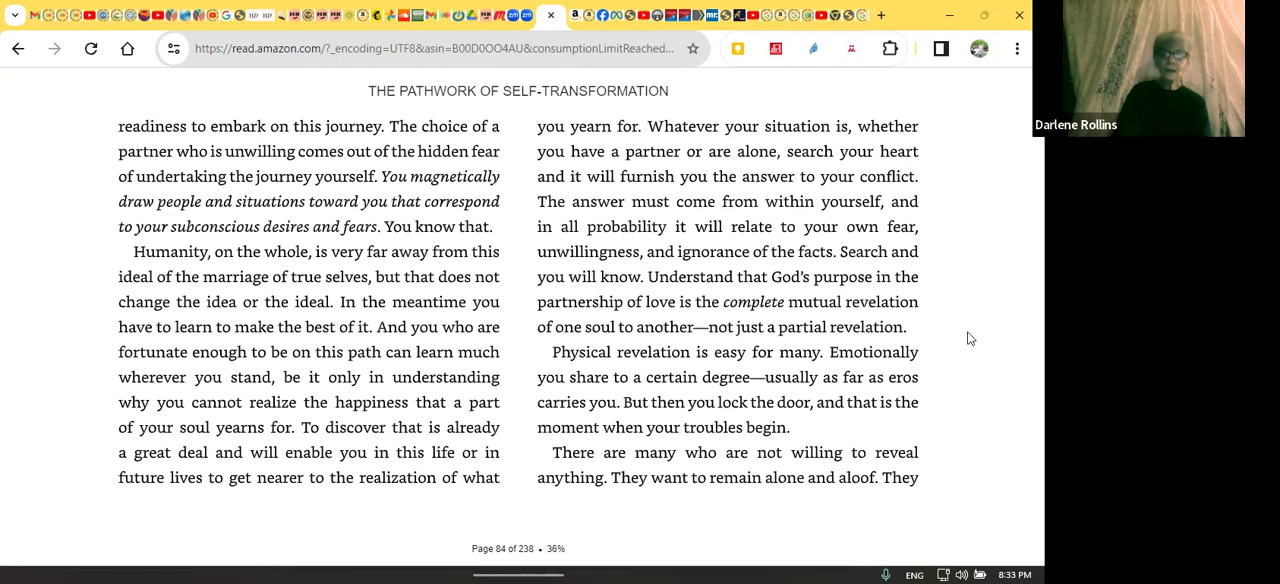 https://read.amazon.com/?_encoding=UTF8&asin=B00D0OO4AU&consumptionLimitReached...
Darlene Rollins
THE PATHWORK OF SELF-TRANSFORMATION
readiness to embark on this journey. The choice of a
partner who is unwilling comes out of the hidden fear
of undertaking the journey yourself. You magnetically
draw people and situations toward you that correspond
to your subconscious desires and fears. You know that.
Humanity, on the whole, is very far away from this
ideal of the marriage of true selves, but that does not
change the idea or the ideal. In the meantime you
have to learn to make the best of it. And you who are
fortunate enough to be on this path can learn much
wherever you stand, be it only in understanding
why you cannot realize the happiness that a part
of your soul yearns for. To discover that is already
a great deal and will enable you in this life or in
future lives to get nearer to the realization of what
you yearn for. Whatever your situation is, whether
you have a partner or are alone, search your heart
and it will furnish you the answer to your conflict.
The answer must come from within yourself, and
in all probability it will relate to your own fear,
unwillingness, and ignorance of the facts. Search and
you will know. Understand that God's purpose in the
partnership of love is the complete mutual revelation
of one soul to another—not just a partial revelation.
Physical revelation is easy for many. Emotionally
you share to a certain degree—usually as far as eros
carries you. But then you lock the door, and that is the
moment when your troubles begin.
There are many who are not willing to reveal
anything. They want to remain alone and aloof. They
Page 84 of 238 • 36%
ENG
8:33 PM